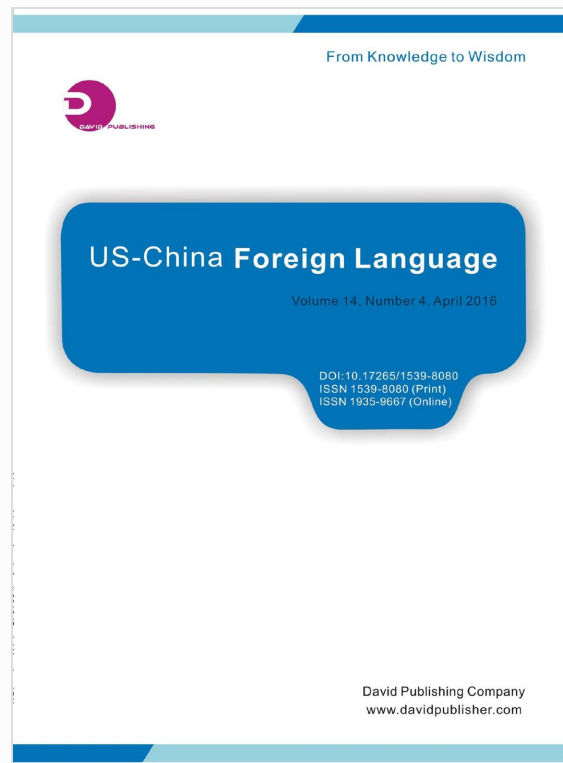 From Knowledge to Wisdom
D
DAVID PUBLISHING
US-China Foreign Language
Volume 14, Number 4, April 2016
DOI:10.17265/1539-8080
ISSN 1539-8080 (Print)
ISSN 1935-9667 (Online)
David Publishing Company
www.davidpublisher.com